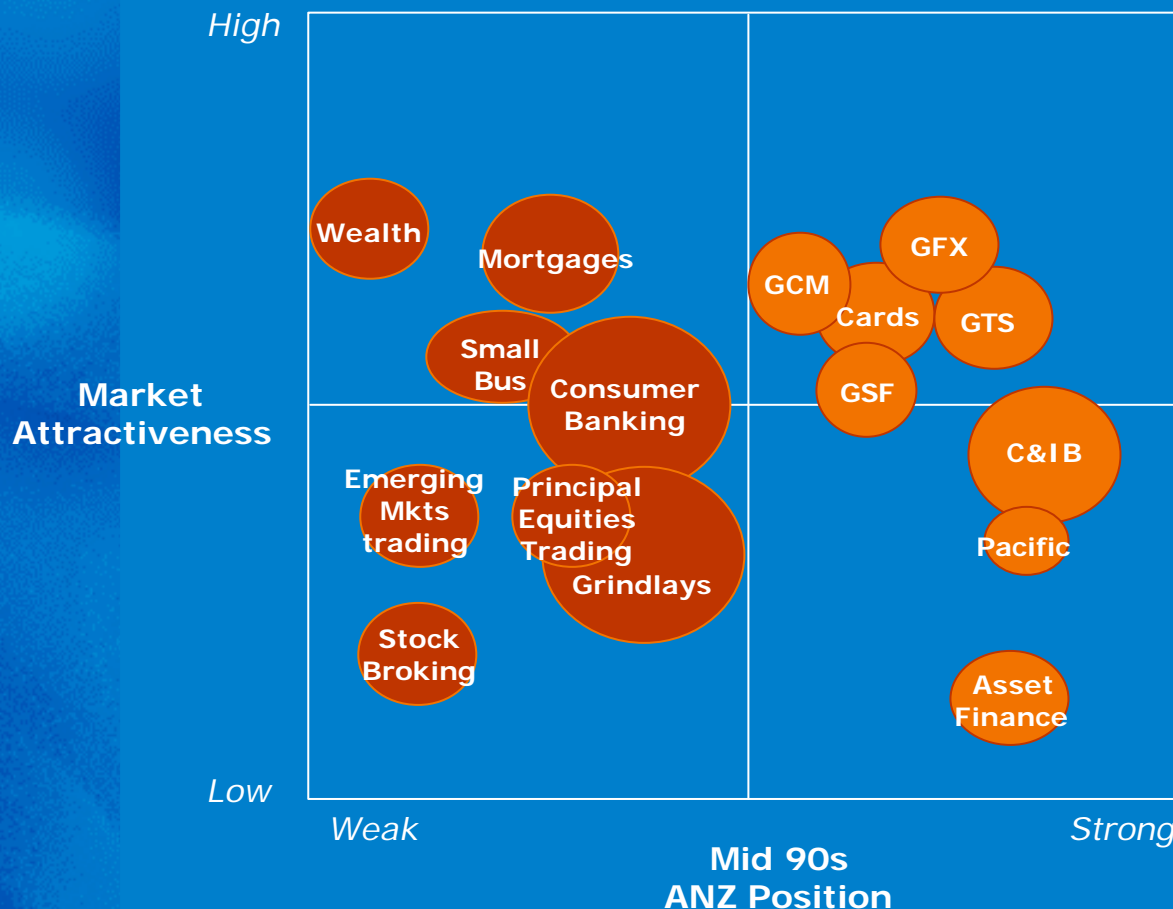 High
Wealth
Mortgages
GFX
GCM
Cards
GTS
Small
Bus
Consumer
Banking
GSF
Market
Attractiveness
C&IB
Emerging
Mkts
trading
Principal
Equities
Trading
Grindlays
Pacific
Stock
Broking
Asset
Finance
Low
Weak
Strong
Mid 90s
ANZ Position